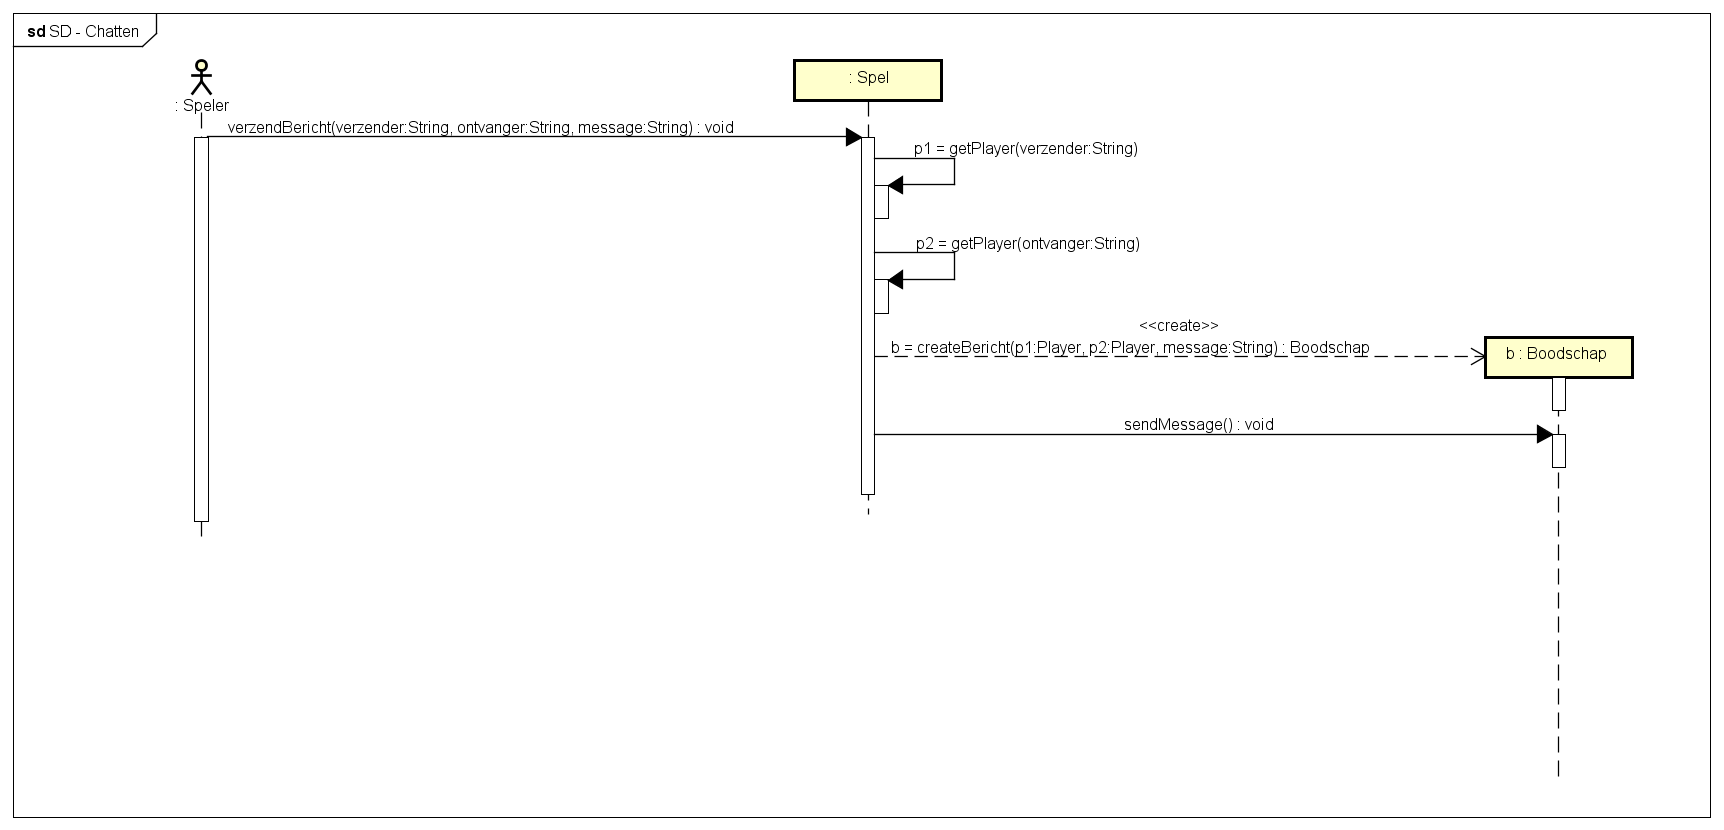 sd SD - Chatten
: Speler
: Spel
verzendBericht(verzender:String, ontvanger:String, message:String) : void
p1 = getPlayer(verzender:String)
p2 = getPlayer(ontvanger:String)
<<create>>
b = createBericht(p1:Player, p2:Player, message:String) : Boodschap
b : Boodschap
sendMessage() : void